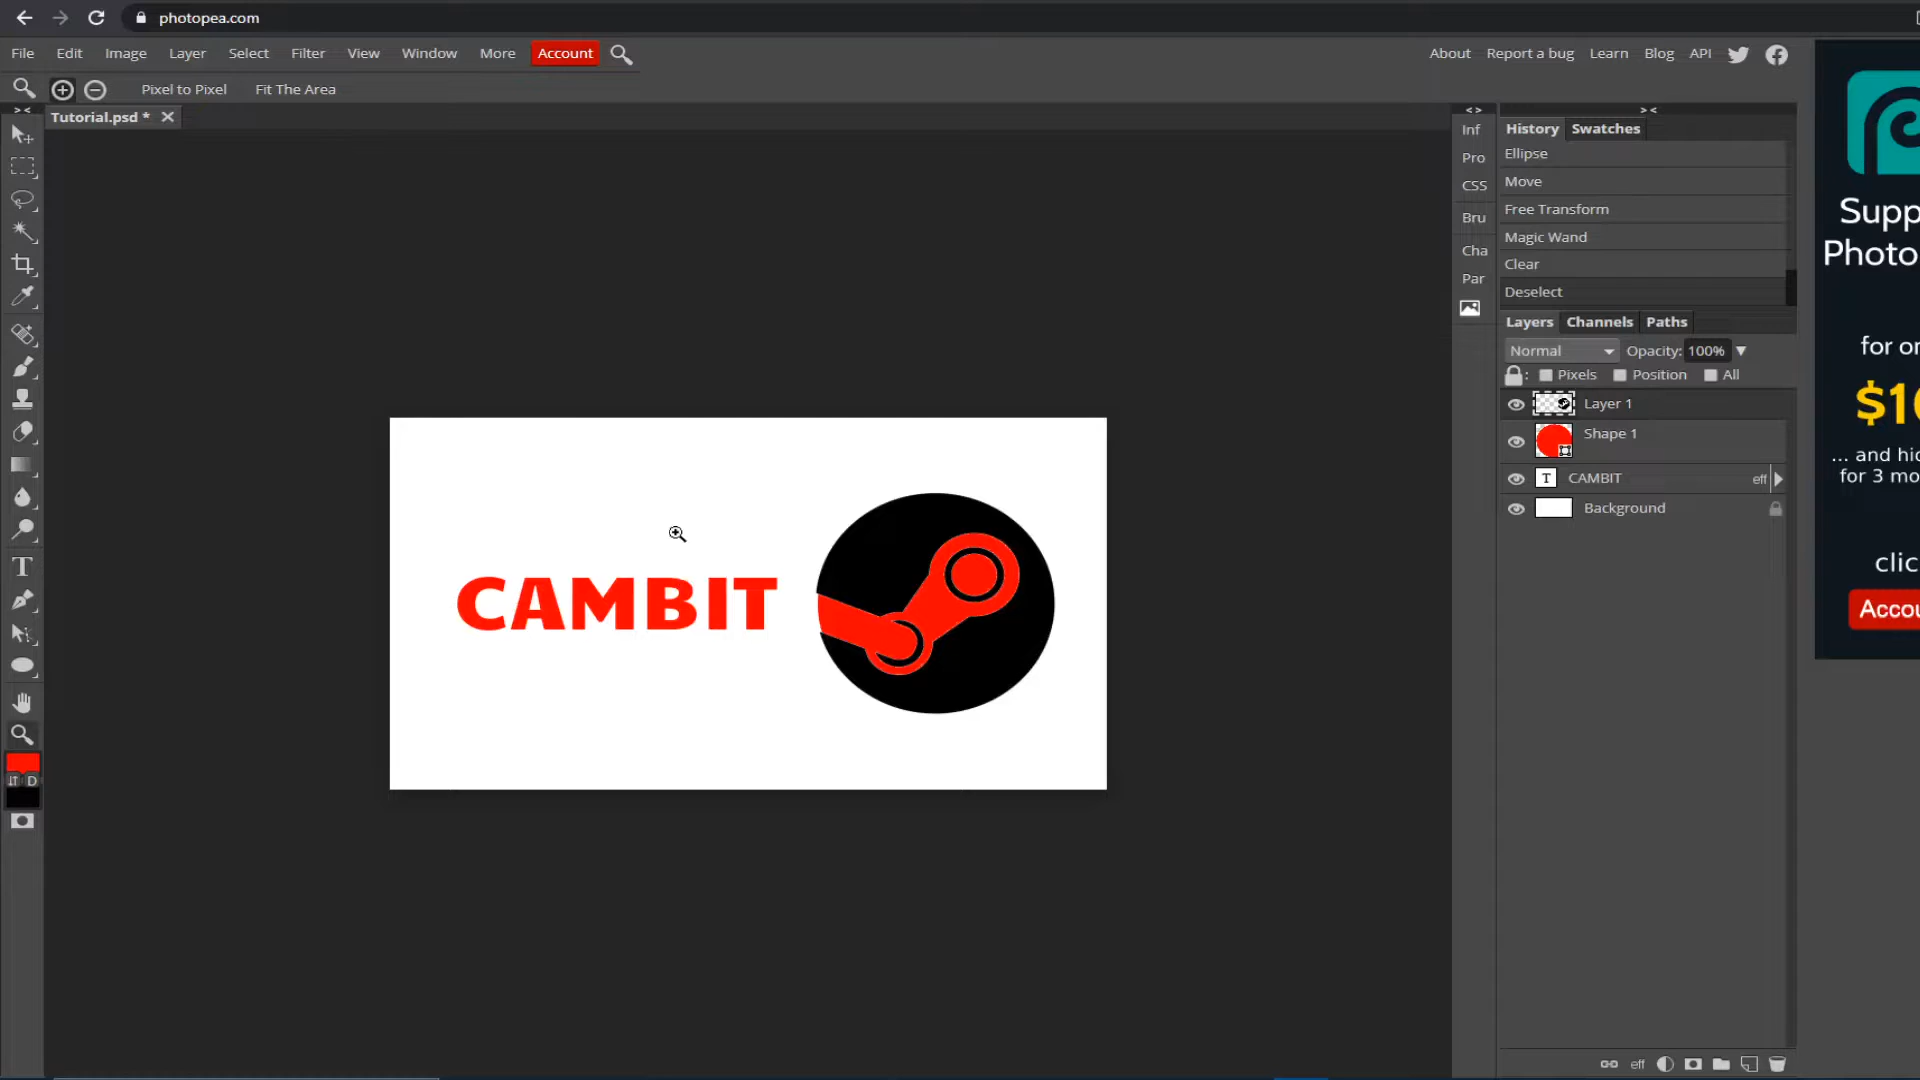 photopea.com
File Edit Image Layer Select Filter View Window More Account
About Report a bug Learn Blog API
Pixel to Pixel Fit The Area
Tutorial.psd *
Inf
Pro
CSS
Bru
Cha
Par
History Swatches
Ellipse
Move
Free Transform
Magic Wand
Clear
Deselect
Layers Channels Paths
Normal Opacity: 100%
Pixels Position All
Layer 1
Shape 1
T CAMBIT eff
Background
eff
T
D
CAMBIT
Supp
Photo
for or
$10
... and hid
for 3 mo
clic
Accou